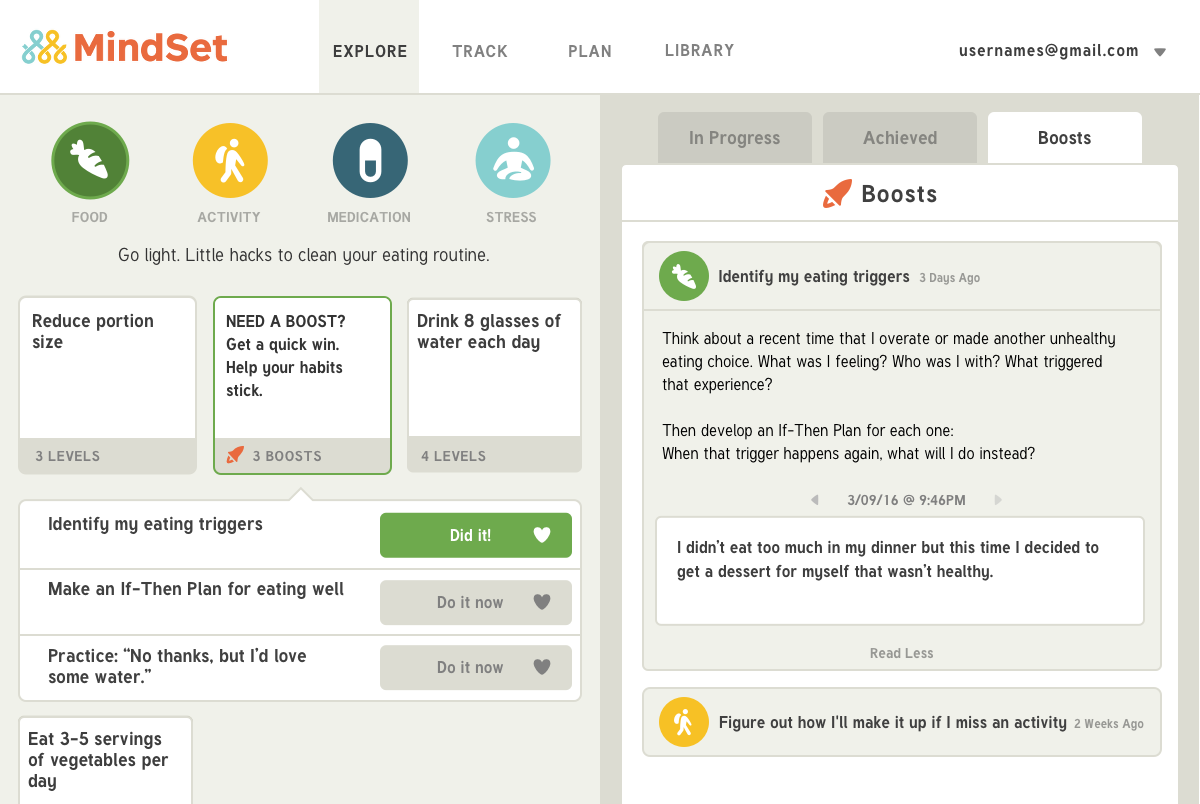 MindSet
EXPLORE
TRACK
PLAN
LIBRARY
usernames@gmail.com
FOOD
ACTIVITY
MEDICATION
STRESS
Go light. Little hacks to clean your eating routine.
Reduce portion
size
3 LEVELS
NEED A BOOST?
Get a quick win.
Help your habits
stick.
3 BOOSTS
Drink 8 glasses of
water each day
4 LEVELS
Identify my eating triggers
Did it!
Make an If-Then Plan for eating well
Do it now
Practice: “No thanks, but I’d love
some water.”
Do it now
Eat 3-5 servings
of vegetables per
day
In Progress
Achieved
Boosts
Boosts
Identify my eating triggers 3 Days Ago
Think about a recent time that I overate or made another unhealthy
eating choice. What was I feeling? Who was I with? What triggered
that experience?
Then develop an If-Then Plan for each one:
When that trigger happens again, what will I do instead?
3/09/16 @ 9:46PM
I didn’t eat too much in my dinner but this time I decided to
get a dessert for myself that wasn’t healthy.
Read Less
Figure out how I'll make it up if I miss an activity 2 Weeks Ago